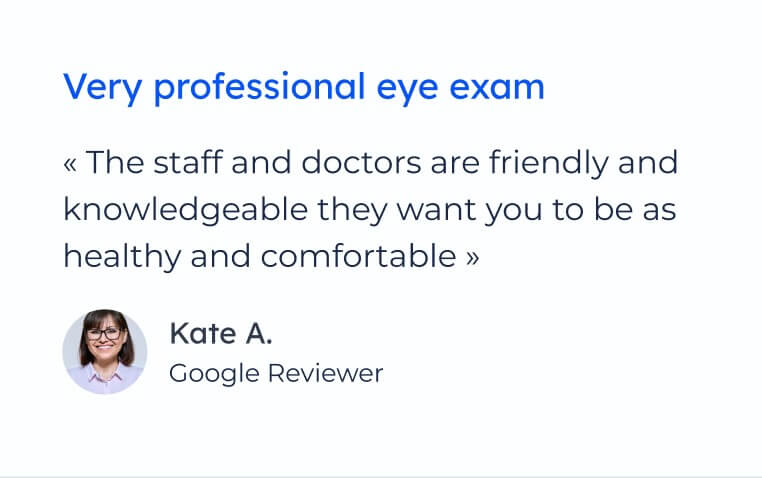 Very professional eye exam
« The staff and doctors are friendly and
knowledgeable they want you to be as
healthy and comfortable »
Kate A.
Google Reviewer